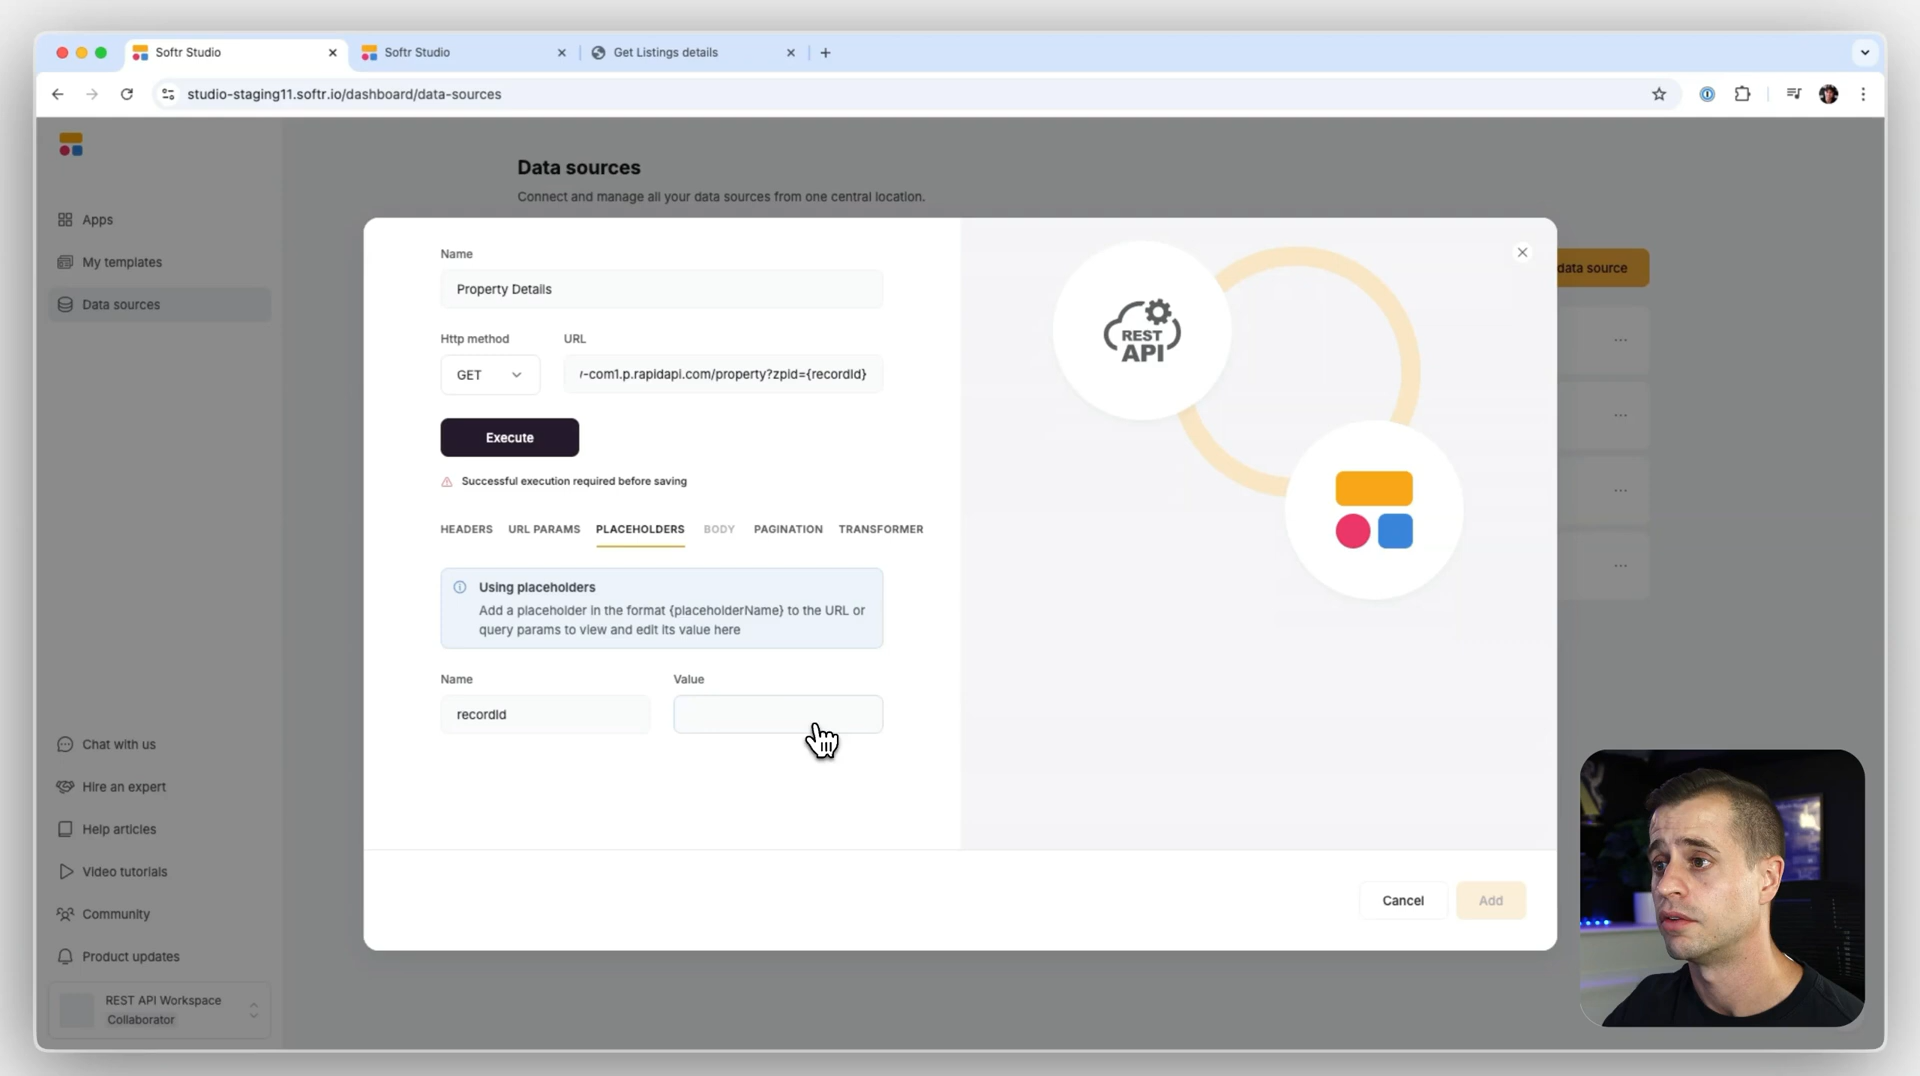 Softr Studio
Softr Studio
Get Listings details
studio-staging11.softr.io/dashboard/data-sources
Apps
My templates
Data sources
Chat with us
Hire an expert
Help articles
Video tutorials
Community
Product updates
REST API Workspace
Collaborator
Data sources
Connect and manage all your data sources from one central location.
data source
Name
Property Details
Http method
URL
GET
-com1.p.rapidapi.com/property?zpid={recordId}
Execute
Successful execution required before saving
HEADERS
URL PARAMS
PLACEHOLDERS
BODY
PAGINATION
TRANSFORMER
Using placeholders
Add a placeholder in the format {placeholderName} to the URL or
query params to view and edit its value here
Name
Value
recordId
REST
API
Cancel
Add